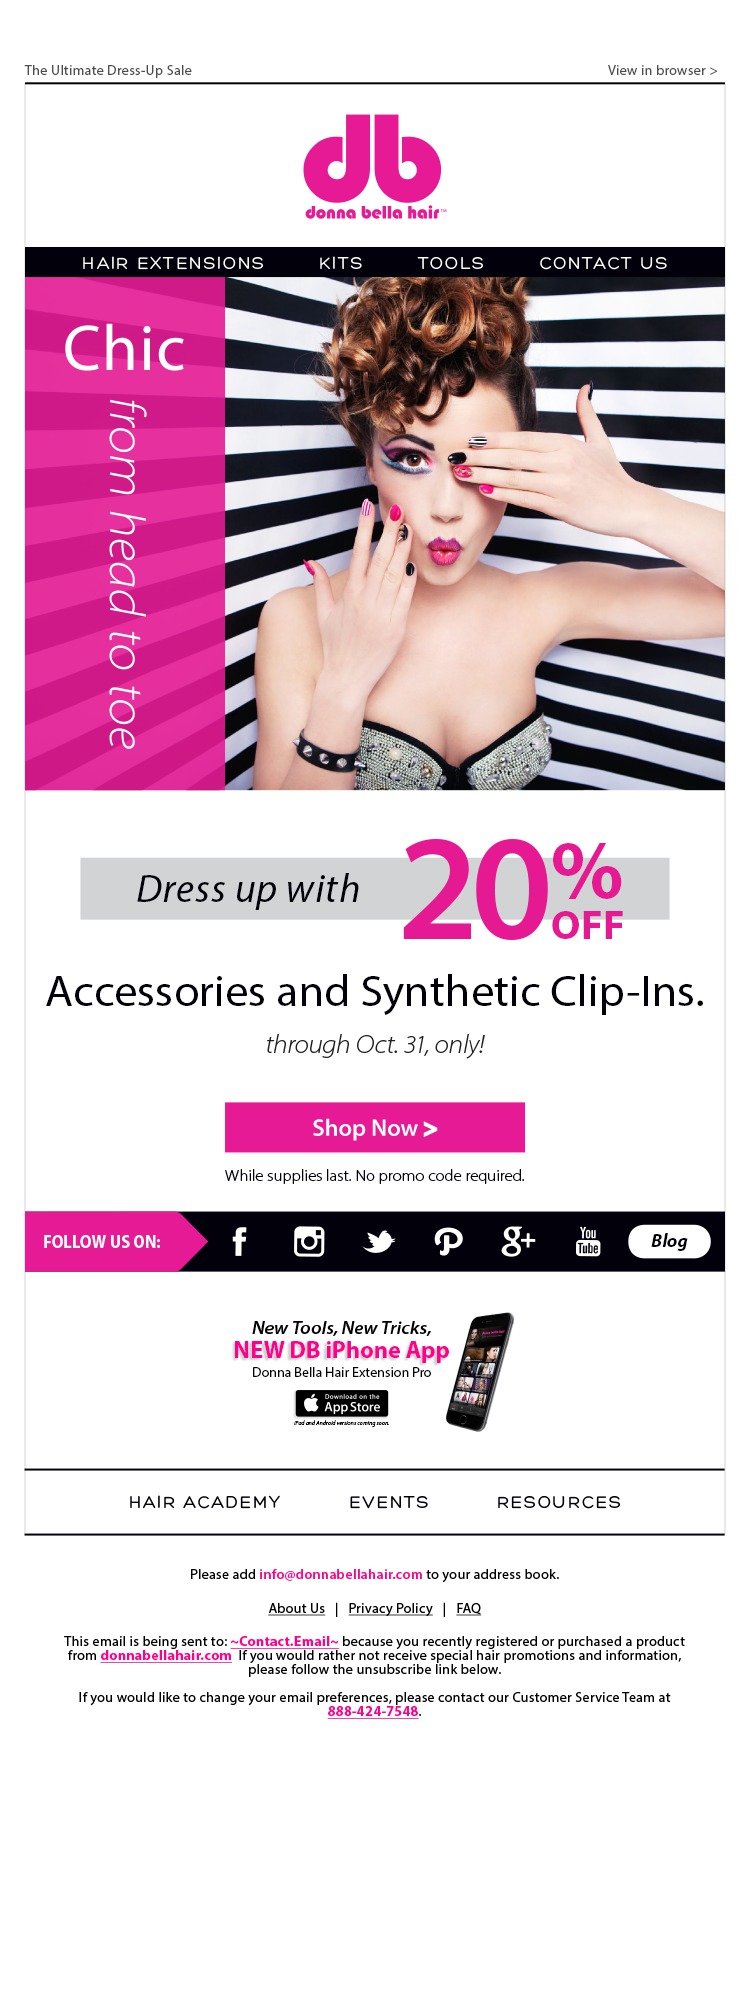 The Ultimate Dress-Up Sale
View in browser >
db
donna bella hair™
HAIR EXTENSIONS KITS TOOLS CONTACT US
Chic
from head to toe
Dress up with 20% OFF
Accessories and Synthetic Clip-Ins.
through Oct. 31, only!
Shop Now >
While supplies last. No promo code required.
FOLLOW US ON:
You
Tube
Blog
New Tools, New Tricks,
NEW DB iPhone App
Donna Bella Hair Extension Pro
Download on the
App Store
iPad and Android versions coming soon.
HAIR ACADEMY EVENTS RESOURCES
Please add info@donnabellahair.com to your address book.
About Us | Privacy Policy | FAQ
This email is being sent to: ~Contact.Email~ because you recently registered or purchased a product
from donnabellahair.com If you would rather not receive special hair promotions and information,
please follow the unsubscribe link below.
If you would like to change your email preferences, please contact our Customer Service Team at
888-424-7548.